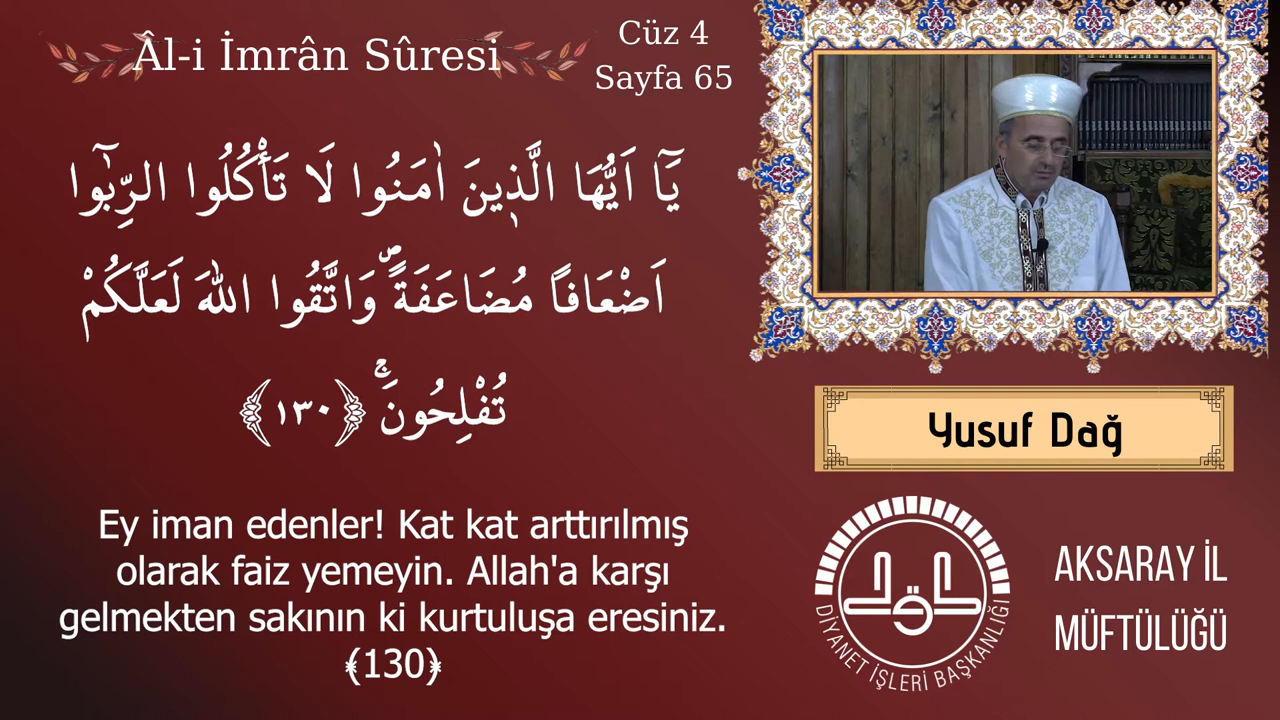 Âl-i İmrân Sûresi
Cüz 4
Sayfa 65
يَٓا اَيُّهَا الَّذ۪ينَ اٰمَنُوا لَا تَأْكُلُوا الرِّبٰٓوا
اَضْعَافًا مُضَاعَفَةًۖ وَاتَّقُوا اللّٰهَ لَعَلَّكُمْ
تُفْلِحُونَۚ ﴿١٣٠﴾
Ey iman edenler! Kat kat arttırılmış
olarak faiz yemeyin. Allah'a karşı
gelmekten sakının ki kurtuluşa eresiniz.
﴾130﴿
Yusuf Dağ
DİYANET İŞLERİ BAŞKANLIĞI
AKSARAY İL
MÜFTÜLÜĞÜ